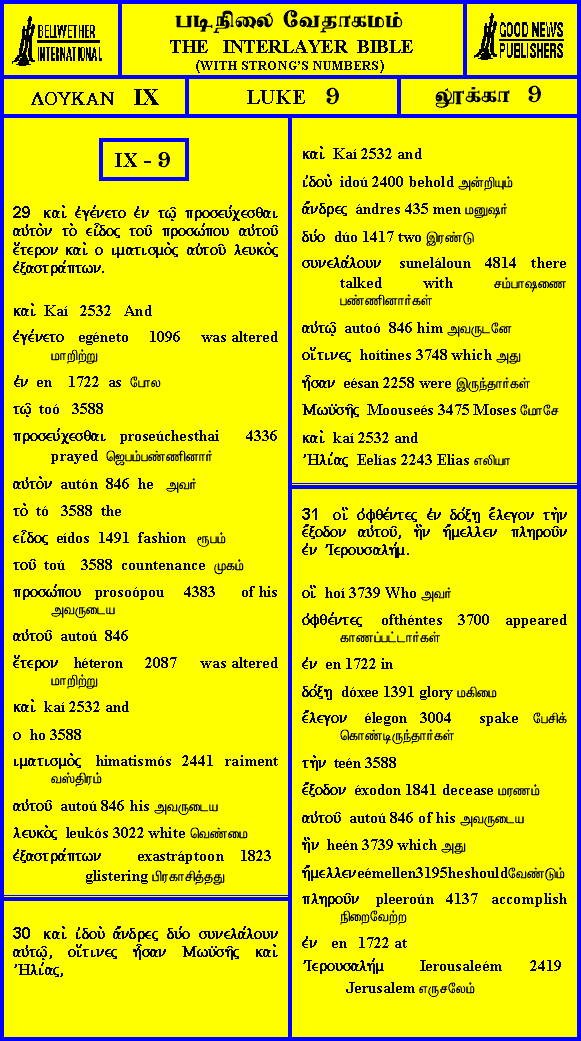 BELLWETHER
INTERNATIONAL
படிநிலை வேதாகமம்
THE INTERLAYER BIBLE
(WITH STRONG'S NUMBERS)
GOOD NEWS
PUBLISHERS
ΛΟΥΚΑΝ IX
LUKE 9
லூக்கா 9
IX - 9
29 καὶ ἐγένετο ἐν τῷ προσεύχεσθαι
αὐτὸν τὸ εἶδος τοῦ προσώπου αὐτοῦ
ἕτερον καὶ ο ιματισμὸς αὐτοῦ λευκὸς
ἐξαστράπτων.
καὶ Kaí 2532 And
ἐγένετο egéneto 1096 was altered
மாறிற்று
ἐν en 1722 as போல
τῷ toó 3588
προσεύχεσθαι proseúchesthai 4336
prayed ஜெபம்பண்ணினார்
αὐτὸν autón 846 he அவர்
τὸ tó 3588 the
εἶδος eídos 1491 fashion ரூபம்
τοῦ toú 3588 countenance முகம்
προσώπου prosoópou 4383 of his
அவருடைய
αὐτοῦ autoú 846
ἕτερον héteron 2087 was altered
மாறிற்று
καὶ kaí 2532 and
ο ho 3588
ιματισμὸς himatismós 2441 raiment
வஸ்திரம்
αὐτοῦ autoú 846 his அவருடைய
λευκὸς leukós 3022 white வெண்மை
ἐξαστράπτων exastráptoon 1823
glistering பிரகாசித்தது
30 καὶ ἰδοὺ ἄνδρες δύο συνελάλουν
αὐτῷ, οἵτινες ἦσαν Μωϋσῆς καὶ
Ἠλίας,
καὶ Kaí 2532 and
ἰδοὺ idoú 2400 behold அன்றியும்
ἄνδρες ándres 435 men மனுஷர்
δύο dúo 1417 two இரண்டு
συνελάλουν suneláloun 4814 there
talked with சம்பாஷணை
பண்ணினார்கள்
αὐτῷ autoó 846 him அவருடனே
οἵτινες hoítines 3748 which அது
ἦσαν eésan 2258 were இருந்தார்கள்
Μωϋσῆς Moouseés 3475 Moses மோசே
καὶ kaí 2532 and
Ἠλίας Eelías 2243 Elias எலியா
31 οἳ ὀφθέντες ἐν δόξῃ ἔλεγον τὴν
ἔξοδον αὐτοῦ, ἣν ἤμελλεν πληροῦν
ἐν Ἰερουσαλήμ.
οἳ hoí 3739 Who அவர்
ὀφθέντες ofthéntes 3700 appeared
காணப்பட்டார்கள்
ἐν en 1722 in
δόξῃ dóxee 1391 glory மகிமை
ἔλεγον élegon 3004 spake பேசிக்
கொண்டிருந்தார்கள்
τὴν teén 3588
ἔξοδον éxodon 1841 decease மரணம்
αὐτοῦ autoú 846 of his அவருடைய
ἣν heén 3739 which அது
ἤμελλεν eémellen3195heshouldவேண்டும்
πληροῦν pleeroún 4137 accomplish
நிறைவேற்ற
ἐν en 1722 at
Ἰερουσαλήμ Ierousaleém 2419
Jerusalem எருசலேம்